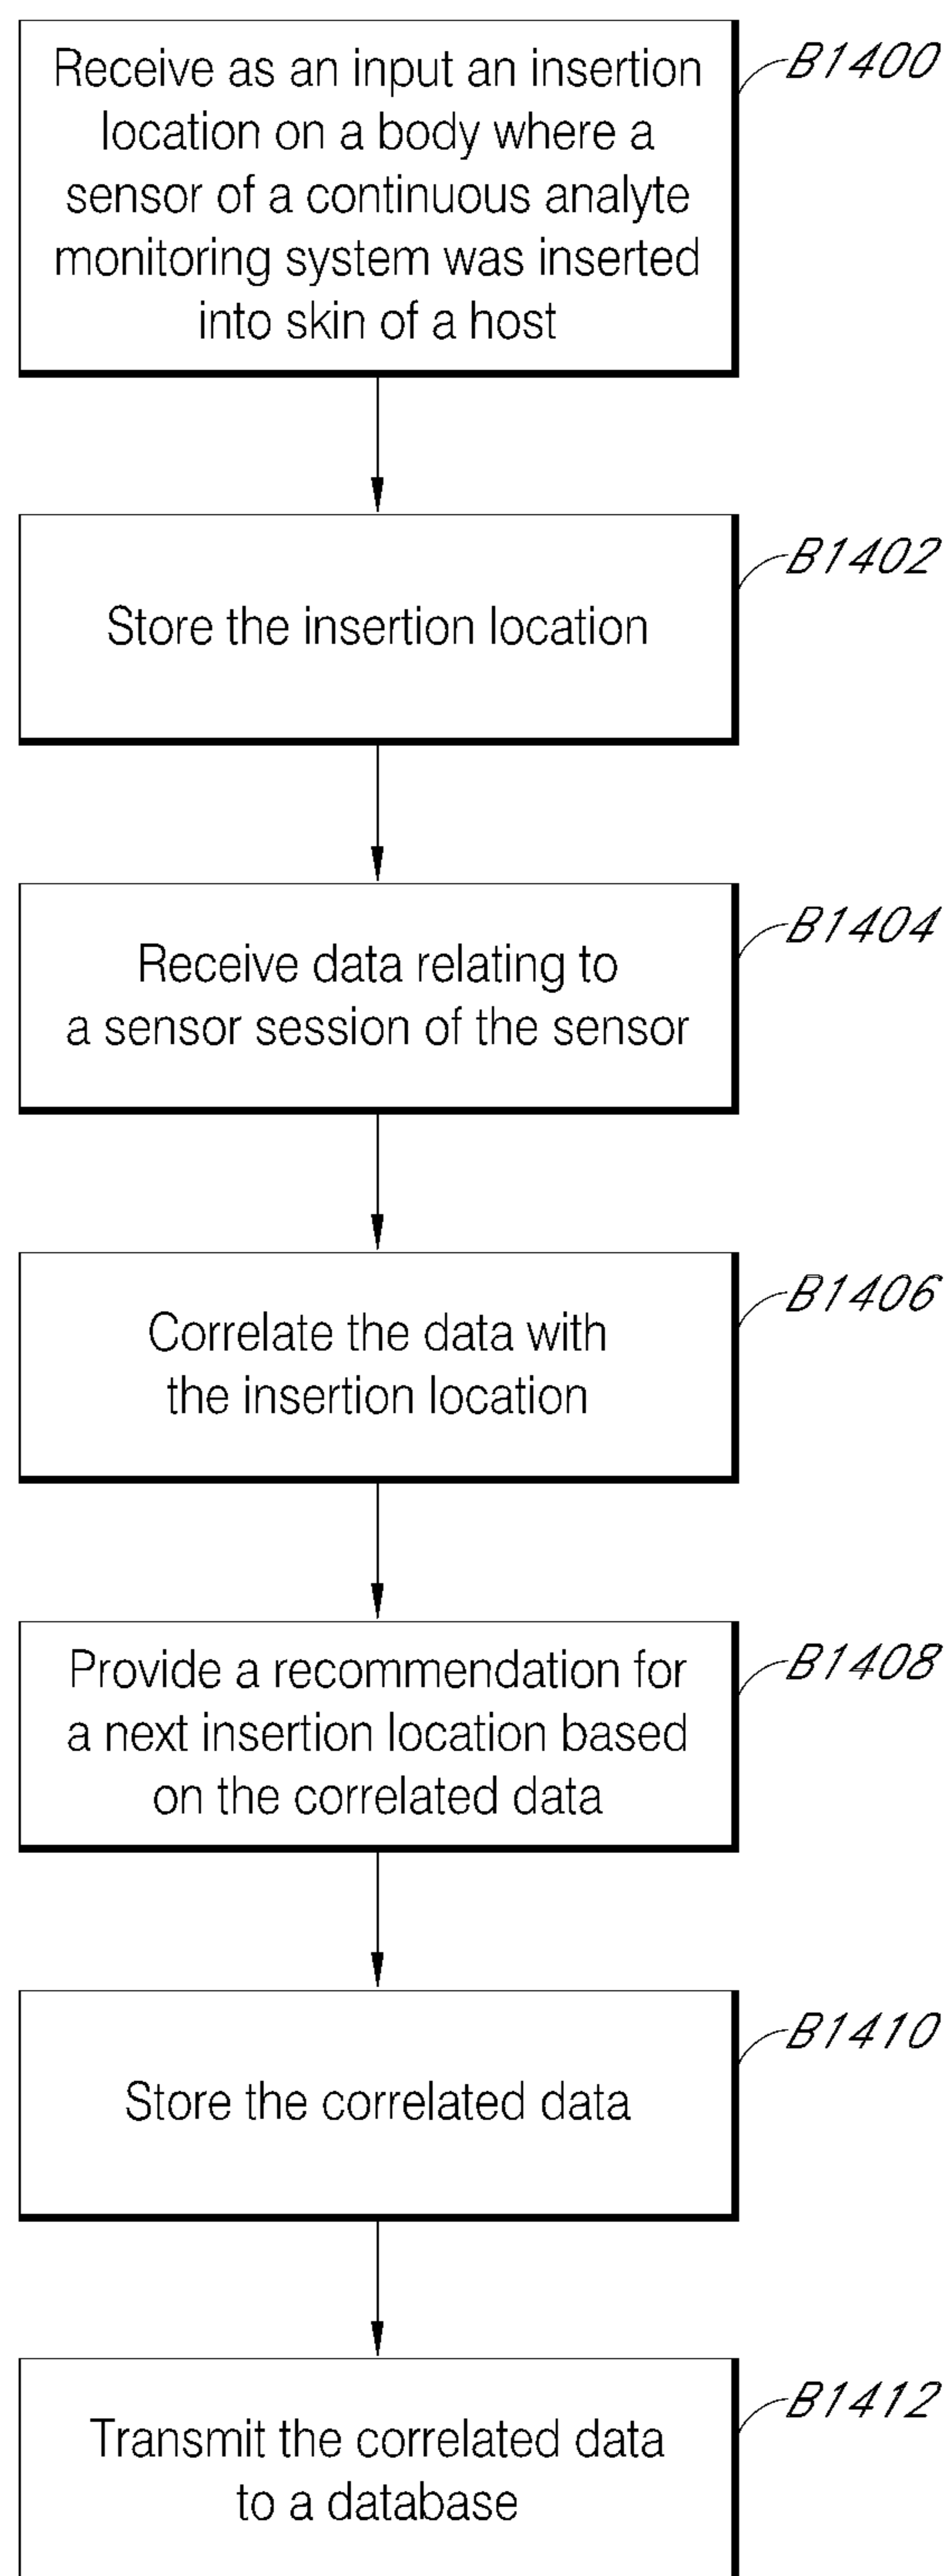 Receive as an input an insertion
location on a body where a
sensor of a continuous analyte
monitoring system was inserted
into skin of a host
B1400
Store the insertion location
B1402
Receive data relating to
a sensor session of the sensor
B1404
Correlate the data with
the insertion location
B1406
Provide a recommendation for
a next insertion location based
on the correlated data
B1408
Store the correlated data
B1410
Transmit the correlated data
to a database
B1412